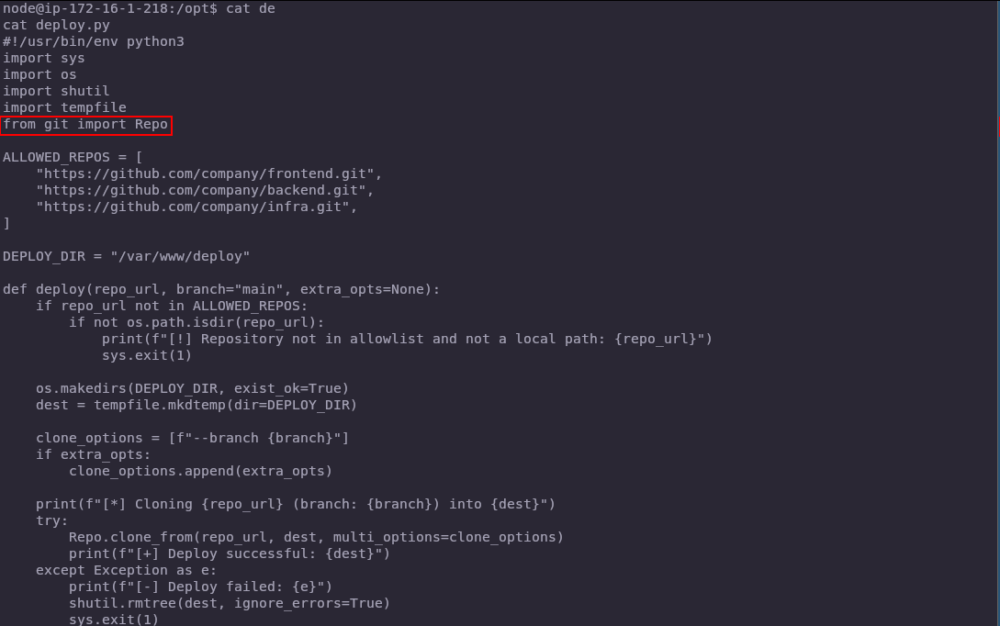 node@ip-172-16-1-218:/opt$ cat de
cat deploy.py
#!/usr/bin/env python3
import sys
import os
import shutil
import tempfile
from git import Repo

ALLOWED_REPOS = [
    "https://github.com/company/frontend.git",
    "https://github.com/company/backend.git",
    "https://github.com/company/infra.git",
]

DEPLOY_DIR = "/var/www/deploy"

def deploy(repo_url, branch="main", extra_opts=None):
    if repo_url not in ALLOWED_REPOS:
        if not os.path.isdir(repo_url):
            print(f"[!] Repository not in allowlist and not a local path: {repo_url}")
            sys.exit(1)

    os.makedirs(DEPLOY_DIR, exist_ok=True)
    dest = tempfile.mkdtemp(dir=DEPLOY_DIR)

    clone_options = [f"--branch {branch}"]
    if extra_opts:
        clone_options.append(extra_opts)

    print(f"[*] Cloning {repo_url} (branch: {branch}) into {dest}")
    try:
        Repo.clone_from(repo_url, dest, multi_options=clone_options)
        print(f"[+] Deploy successful: {dest}")
    except Exception as e:
        print(f"[-] Deploy failed: {e}")
        shutil.rmtree(dest, ignore_errors=True)
        sys.exit(1)